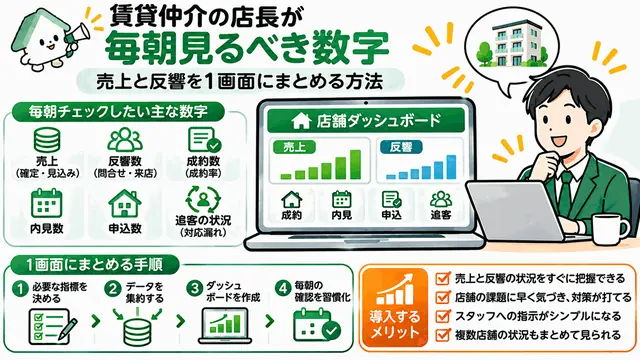 賃貸仲介の店長が
毎朝見るべき数字
売上と反響を1画面にまとめる方法
毎朝チェックしたい主な数字
売上
(確定・見込み)
反響数
(問合せ・来店)
成約数
(成約率)
内見数
申込数
追客の状況
(対応漏れ)
店舗ダッシュボード
売上
反響
成約
内見
申込
追客
1画面にまとめる手順
1 必要な指標を
決める
2 データを
集約する
3 ダッシュ
ボードを作成
4 毎朝の
確認を習慣化
導入する
メリット
売上と反響の状況をすぐに把握できる
店舗の課題に早く気づき、対策が打てる
スタッフへの指示がシンプルになる
複数店舗の状況もまとめて見られる